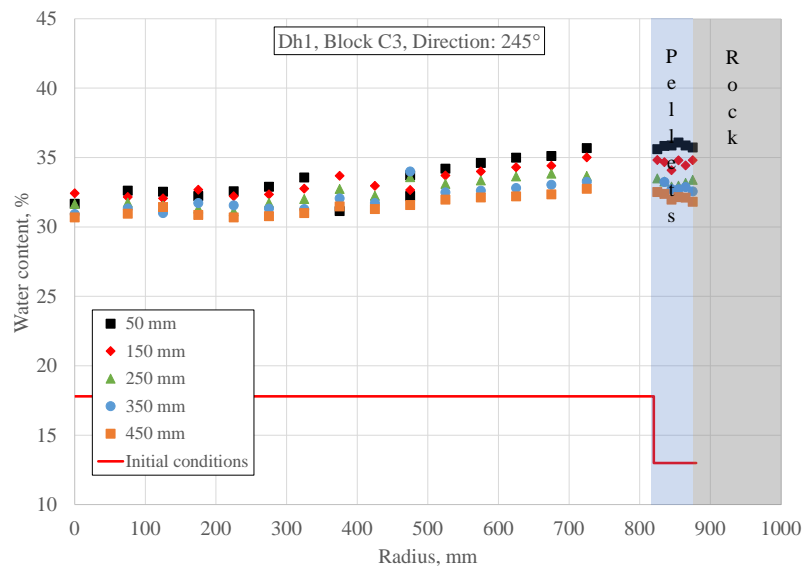 Dh1, Block C3, Direction: 245°
45
40
35
30
25
20
15
10
Water content, %
0
100
200
300
400
500
600
700
800
900
1000
Radius, mm
50 mm
150 mm
250 mm
350 mm
450 mm
Initial conditions
Pellets
Rock